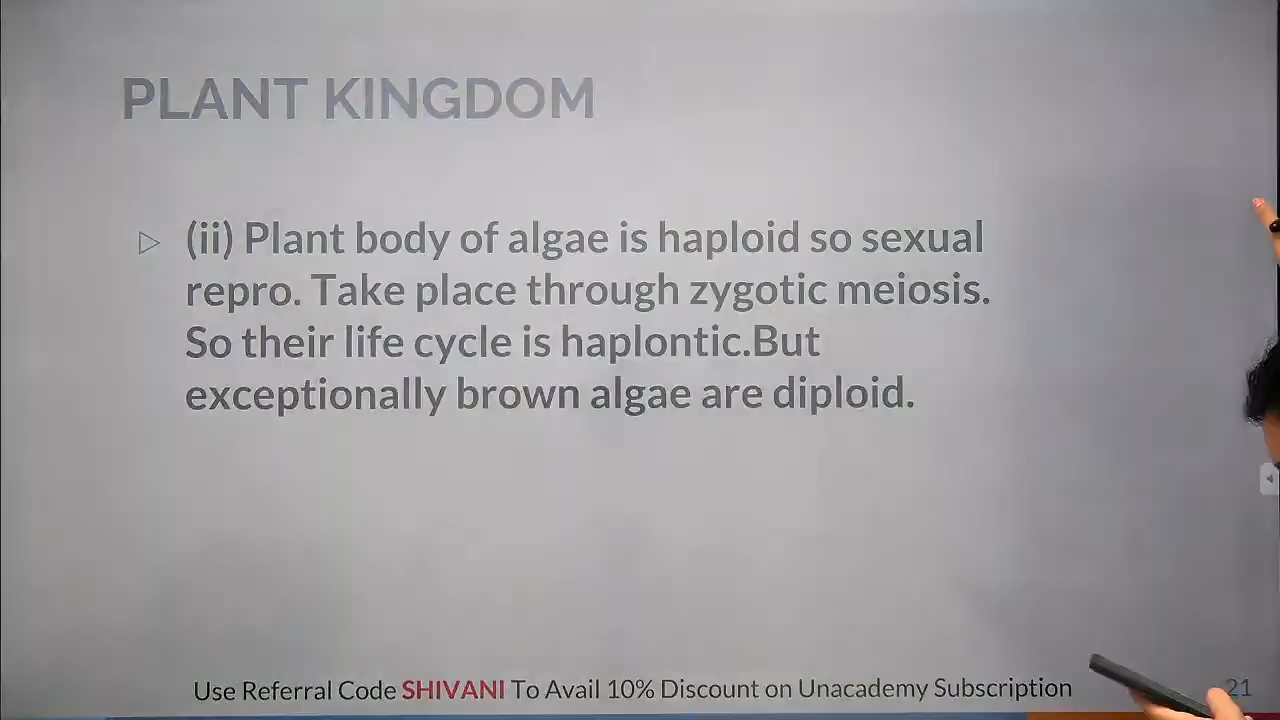 PLANT KINGDOM
(ii) Plant body of algae is haploid so sexual
repro. Take place through zygotic meiosis.
So their life cycle is haplontic.But
exceptionally brown algae are diploid.
Use Referral Code SHIVANI To Avail 10% Discount on Unacademy Subscription
21